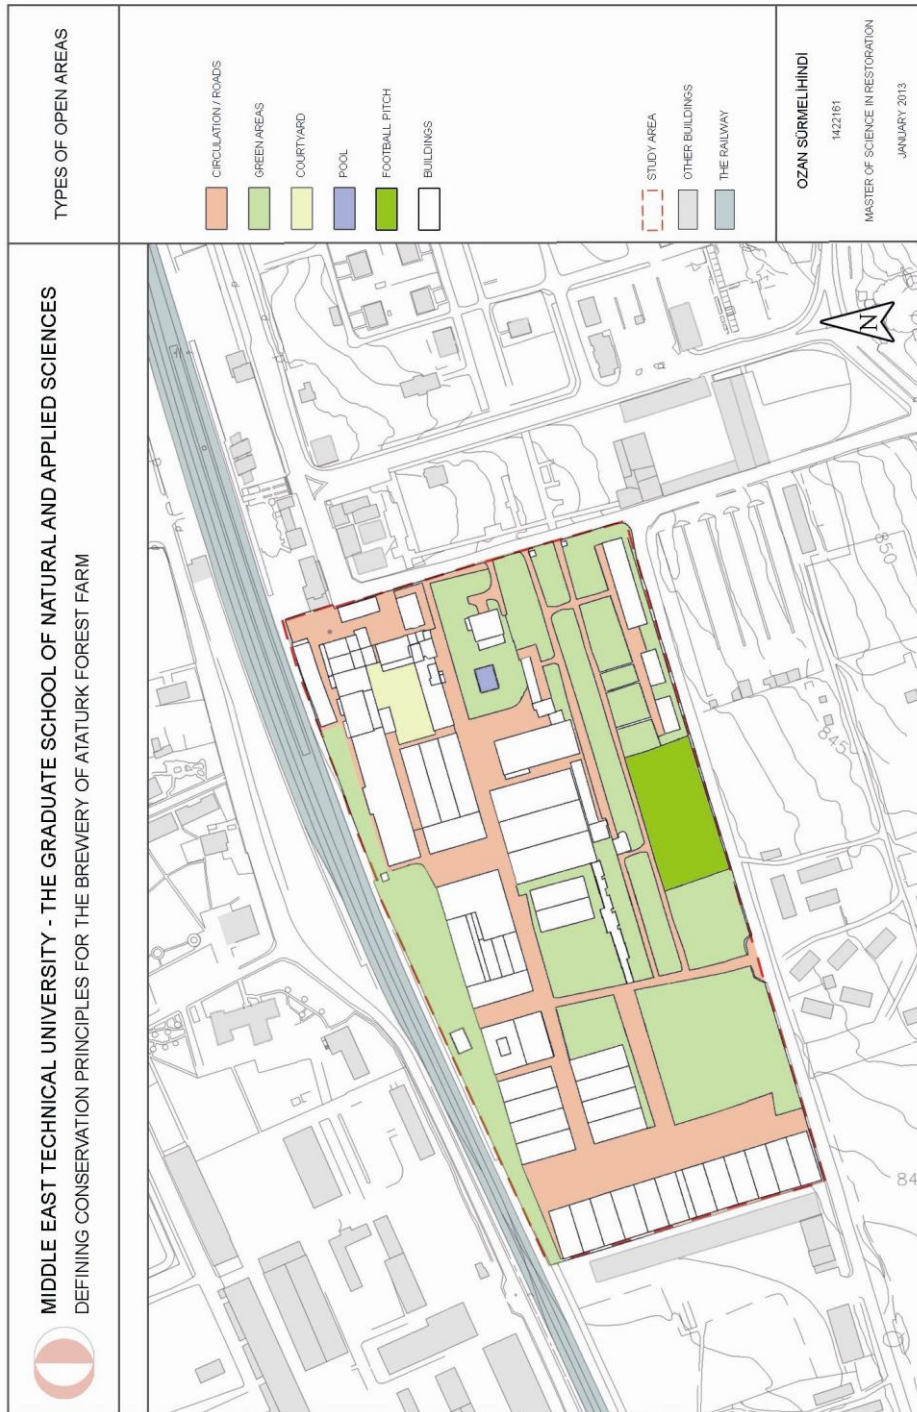 MIDDLE EAST TECHNICAL UNIVERSITY - THE GRADUATE SCHOOL OF NATURAL AND APPLIED SCIENCES
DEFINING CONSERVATION PRINCIPLES FOR THE BREWERY OF ATATURK FOREST FARM
TYPES OF OPEN AREAS
CIRCULATION / ROADS
GREEN AREAS
COURTYARD
POOL
FOOTBALL PITCH
BUILDINGS
STUDY AREA
OTHER BUILDINGS
THE RAILWAY
OZAN SÜRMELİHİNDİ
1422161
MASTER OF SCIENCE IN RESTORATION
JANUARY 2013
N
850
845
84